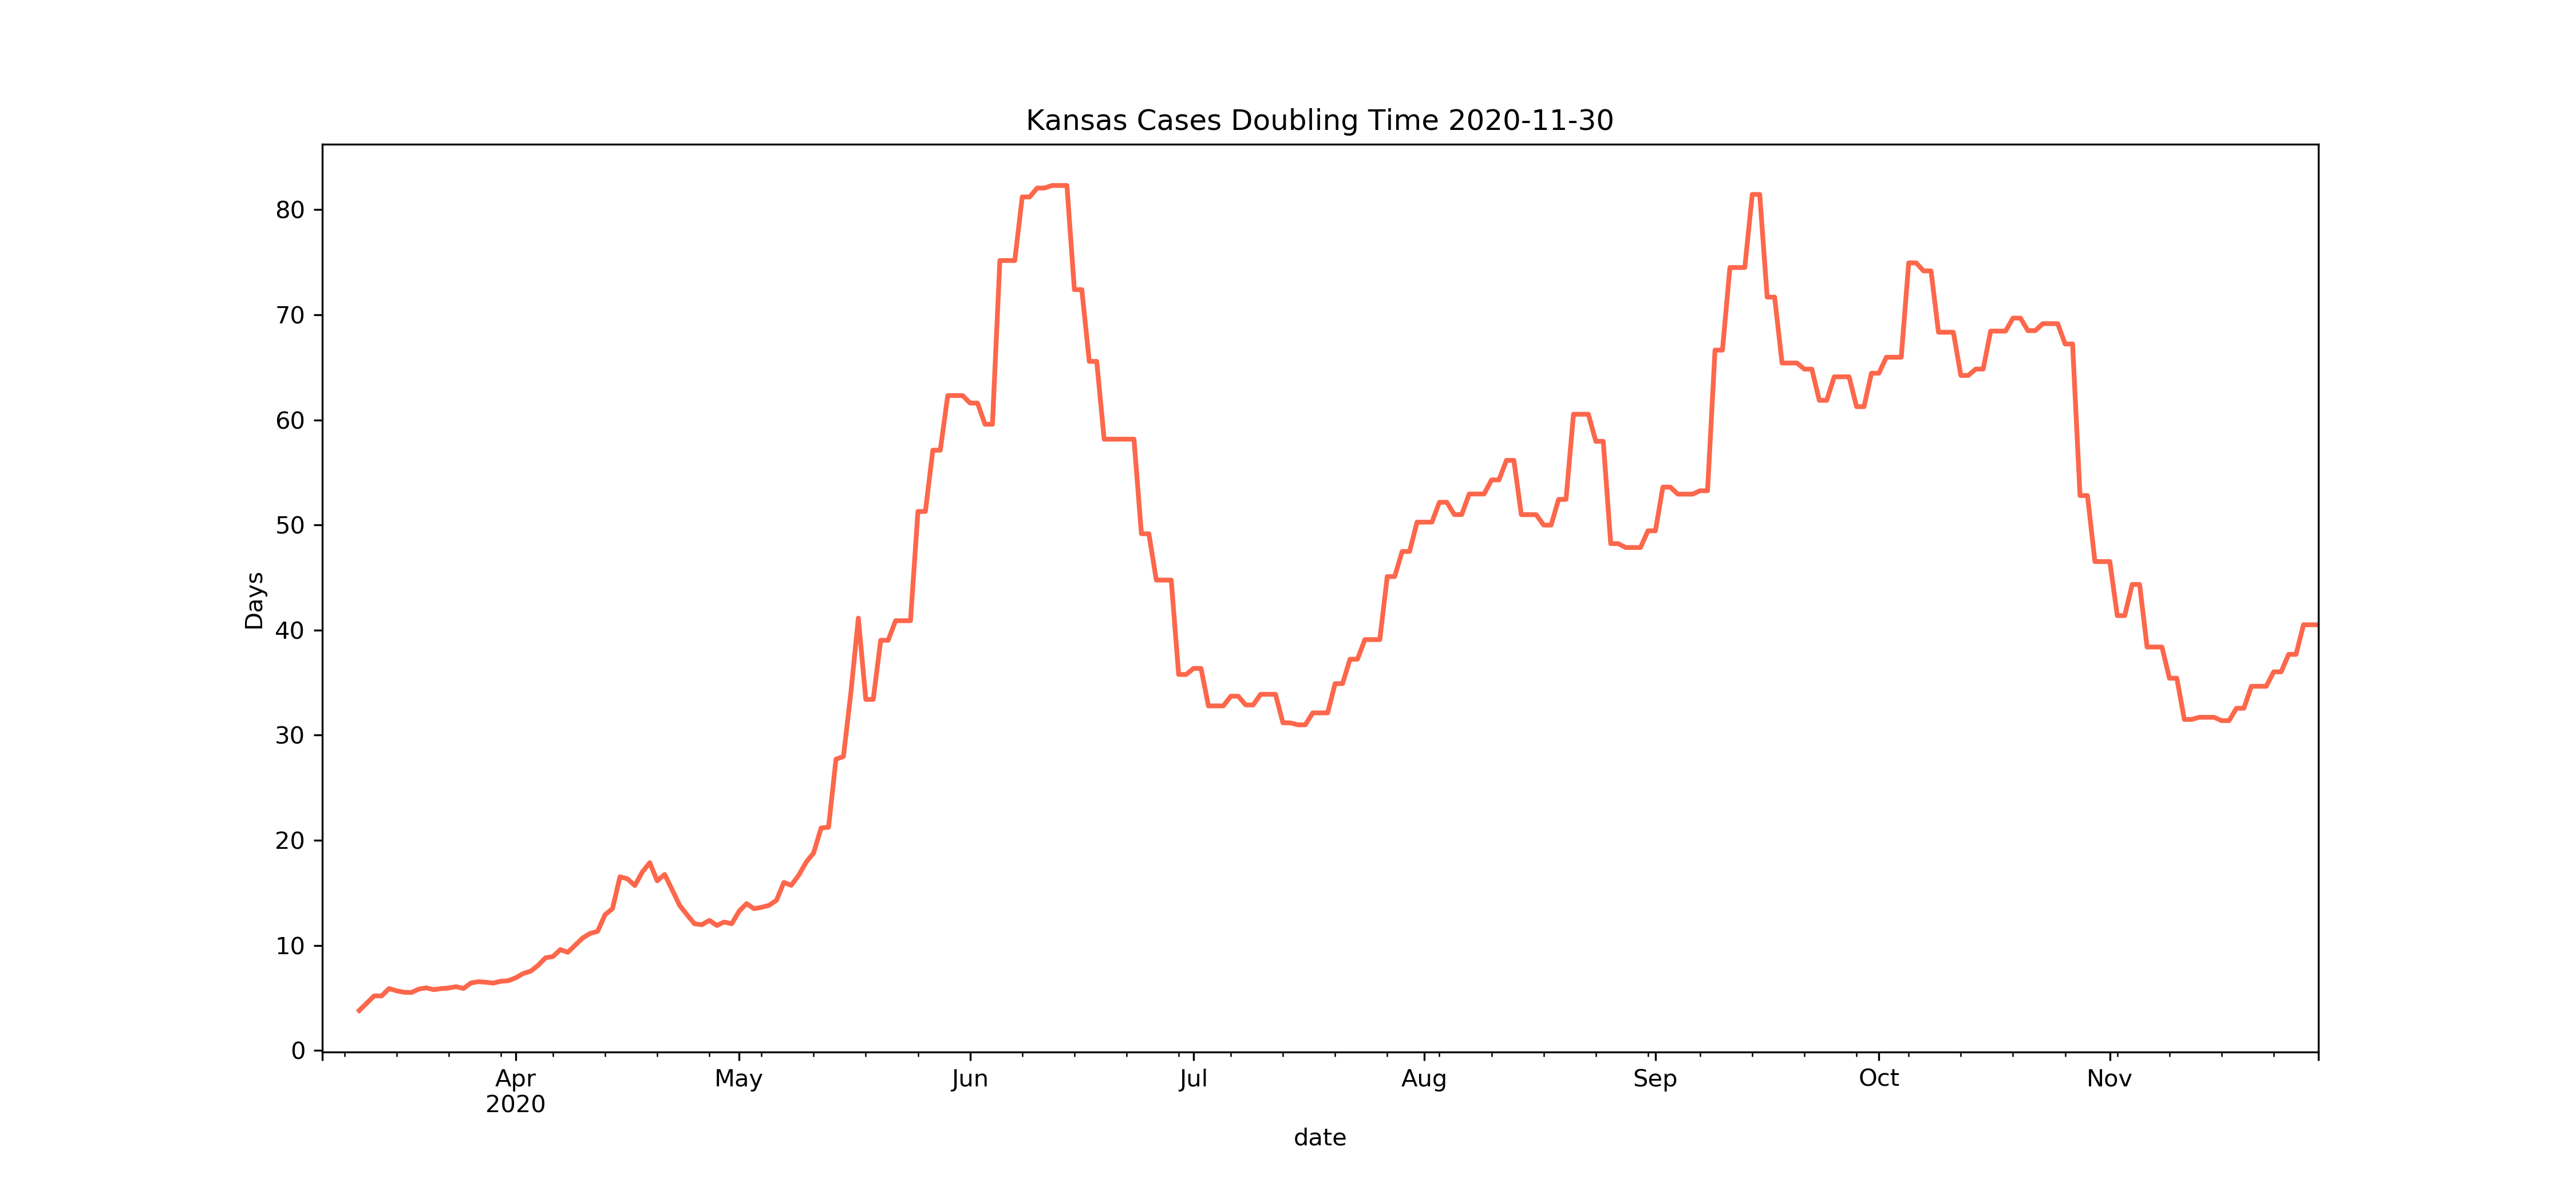 Kansas Cases Doubling Time 2020-11-30
80
70
60
50
40
30
20
10
0
Days
Apr May Jun Jul Aug Sep Oct Nov
2020
date